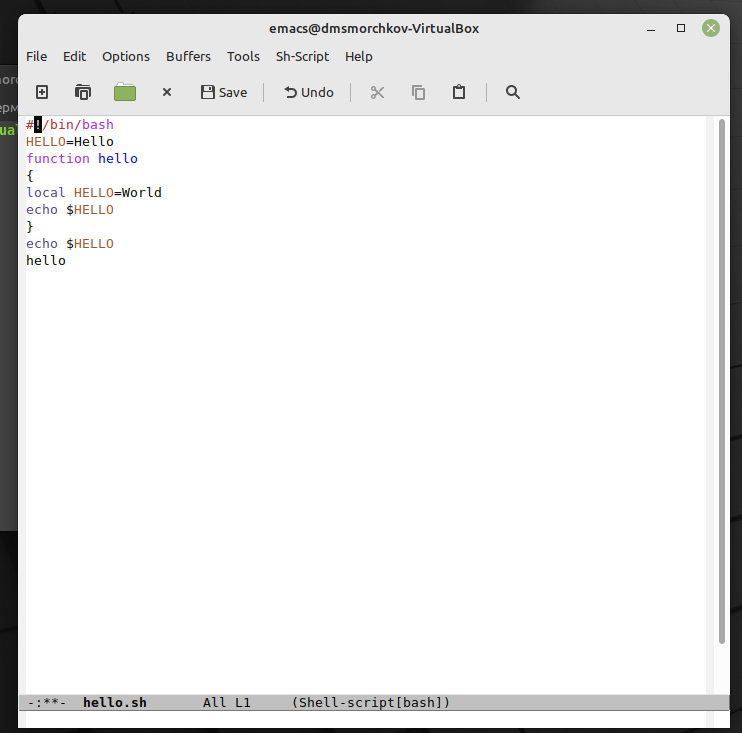 emacs@dmsmorchkov-VirtualBox
File Edit Options Buffers Tools Sh-Script Help
Save Undo
#!/bin/bash
HELLO=Hello
function hello
{
local HELLO=World
echo $HELLO
}
echo $HELLO
hello
-:**- hello.sh All L1 (Shell-script[bash])